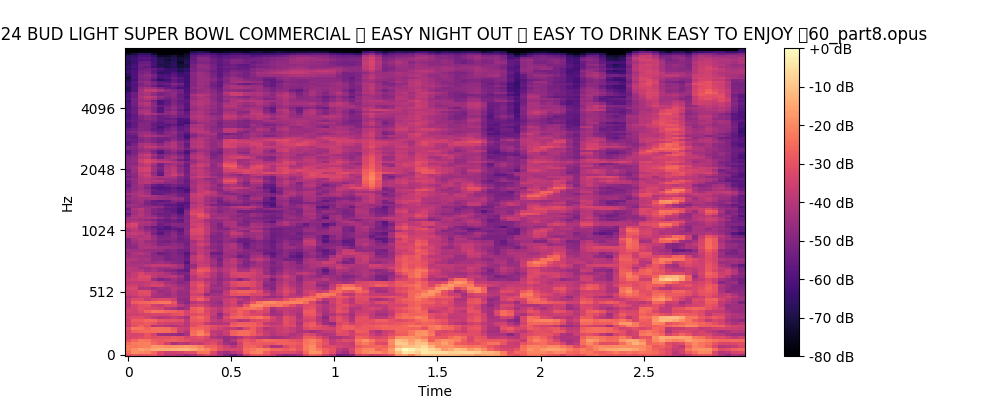 24 BUD LIGHT SUPER BOWL COMMERCIAL ▯ EASY NIGHT OUT ▯ EASY TO DRINK EASY TO ENJOY ▯60_part8.opus
+0 dB
-10 dB
-20 dB
-30 dB
-40 dB
-50 dB
-60 dB
-70 dB
-80 dB
4096
2048
1024
512
0
Hz
0 0.5 1 1.5 2 2.5
Time